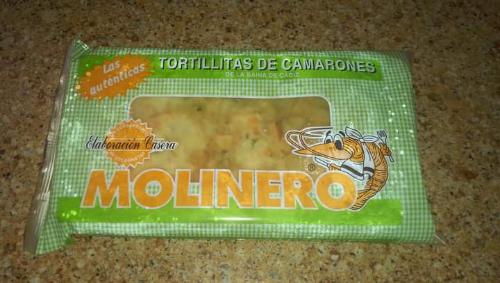 Las
auténticas
TORTILLITAS DE CAMARONES
DE LA BAHIA DE CADIZ
Elaboración Casera
MOLINERO
®